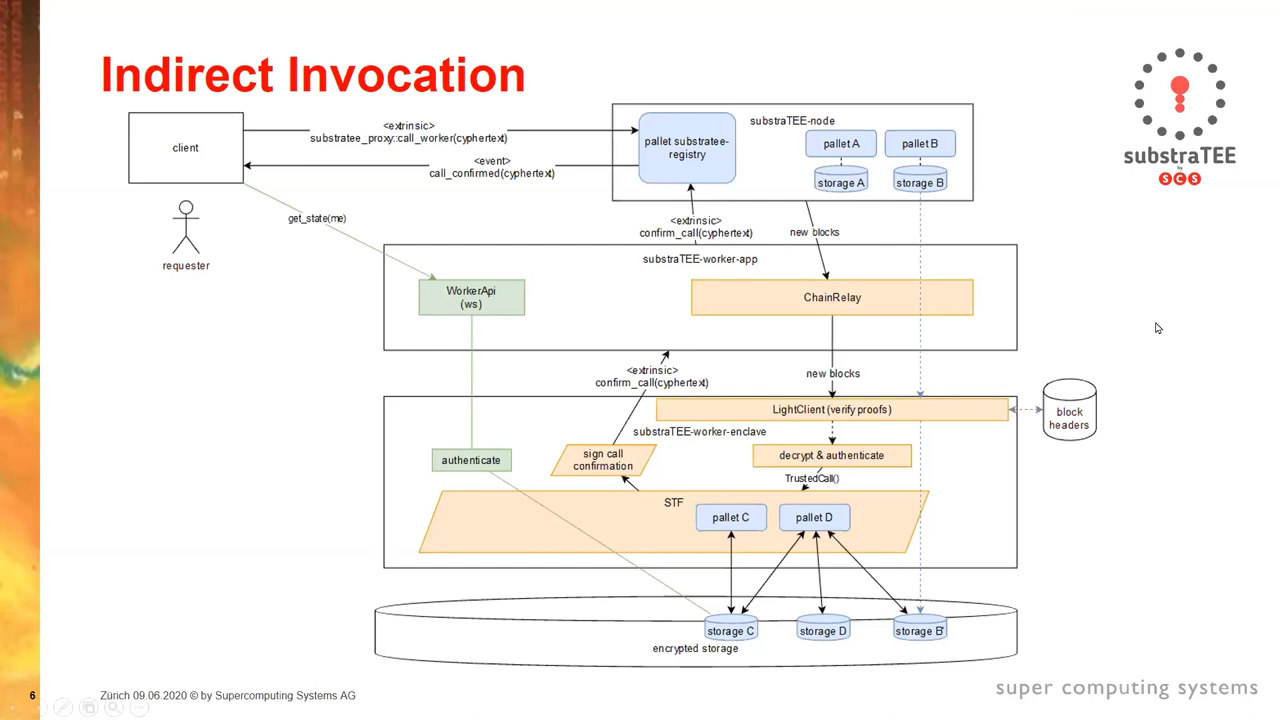 Indirect Invocation
substraTEE
by
SCS
client
<extrinsic>
substratee_proxy::call_worker(cyphertext)
<event>
call_confirmed(cyphertext)
pallet substratee-
registry
substraTEE-node
pallet A
pallet B
storage A
storage B
get_state(me)
requester
<extrinsic>
confirm_call(cyphertext)
new blocks
substraTEE-worker-app
WorkerApi
(ws)
ChainRelay
<extrinsic>
confirm_call(cyphertext)
new blocks
LightClient (verify proofs)
block
headers
substraTEE-worker-enclave
authenticate
sign call
confirmation
decrypt & authenticate
TrustedCall()
STF
pallet C
pallet D
storage C
storage D
storage B'
encrypted storage
6
Zürich 09.06.2020 © by Supercomputing Systems AG
super computing systems